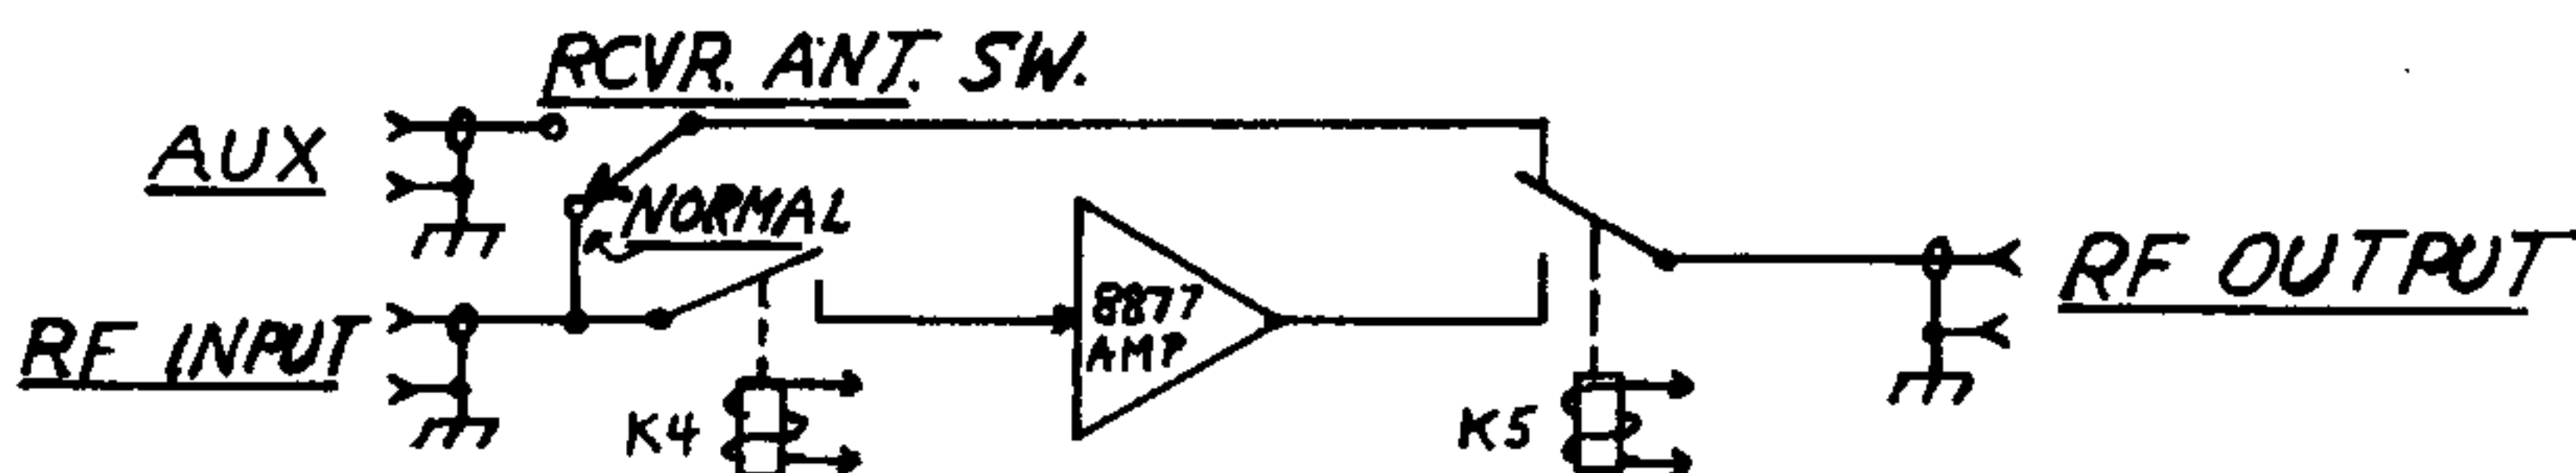 RCVR. ANT. SW.
AUX
NORMAL
8877
AMP
RF INPUT
RF OUTPUT
K4
K5